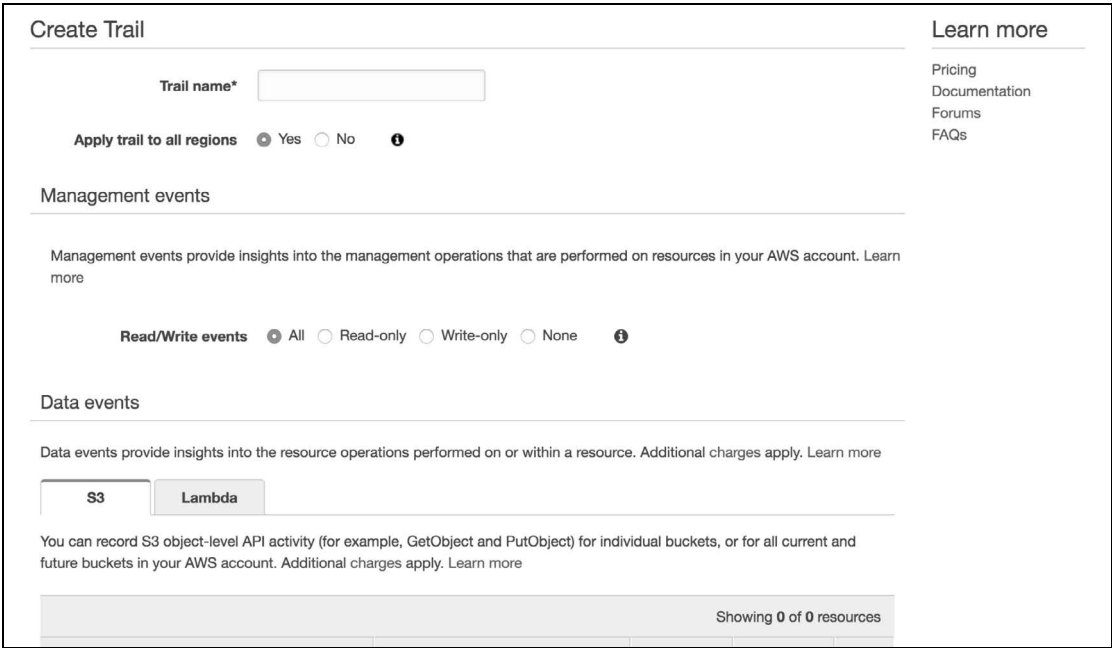 Create Trail
Trail name*
Apply trail to all regions Yes No
Management events
Management events provide insights into the management operations that are performed on resources in your AWS account. Learn
more
Read/Write events All Read-only Write-only None
Data events
Data events provide insights into the resource operations performed on or within a resource. Additional charges apply. Learn more
S3 Lambda
You can record S3 object-level API activity (for example, GetObject and PutObject) for individual buckets, or for all current and
future buckets in your AWS account. Additional charges apply. Learn more
Showing 0 of 0 resources
Learn more
Pricing
Documentation
Forums
FAQs